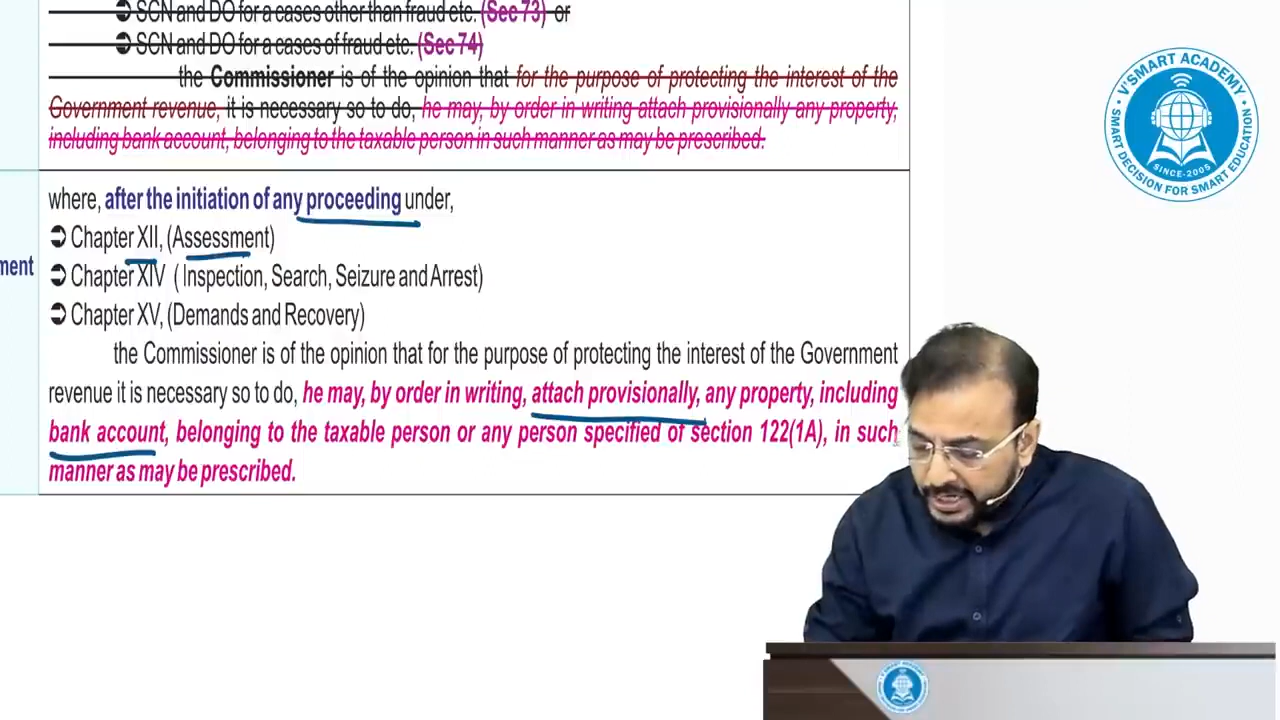 ➲ SCN and DO for a cases other than fraud etc. (Sec 73) or
➲ SCN and DO for a cases of fraud etc. (Sec 74)
the Commissioner is of the opinion that for the purpose of protecting the interest of the
Government revenue, it is necessary so to do, he may, by order in writing attach provisionally any property,
including bank account, belonging to the taxable person in such manner as may be prescribed.
where, after the initiation of any proceeding under,
➲ Chapter XII, (Assessment)
ment
➲ Chapter XIV ( Inspection, Search, Seizure and Arrest)
➲ Chapter XV, (Demands and Recovery)
the Commissioner is of the opinion that for the purpose of protecting the interest of the Government
revenue it is necessary so to do, he may, by order in writing, attach provisionally, any property, including
bank account, belonging to the taxable person or any person specified of section 122(1A), in such
manner as may be prescribed.
V'SMART ACADEMY
SINCE-2005
SMART DECISION FOR SMART EDUCATION